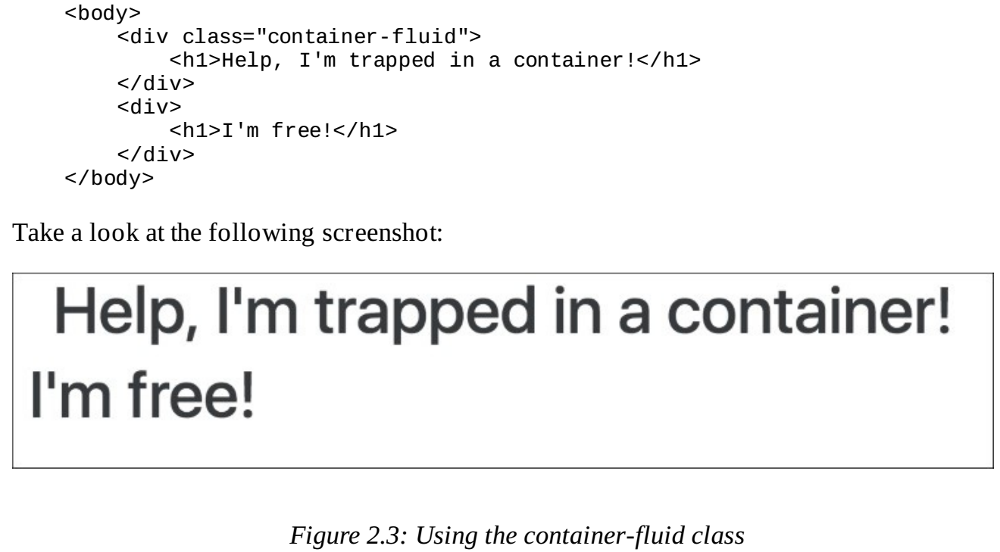 <body>
<div class="container-fluid">
<h1>Help, I'm trapped in a container!</h1>
</div>
<div>
<h1>I'm free!</h1>
</div>
</body>
Take a look at the following screenshot:
Help, I'm trapped in a container!
I'm free!
Figure 2.3: Using the container-fluid class